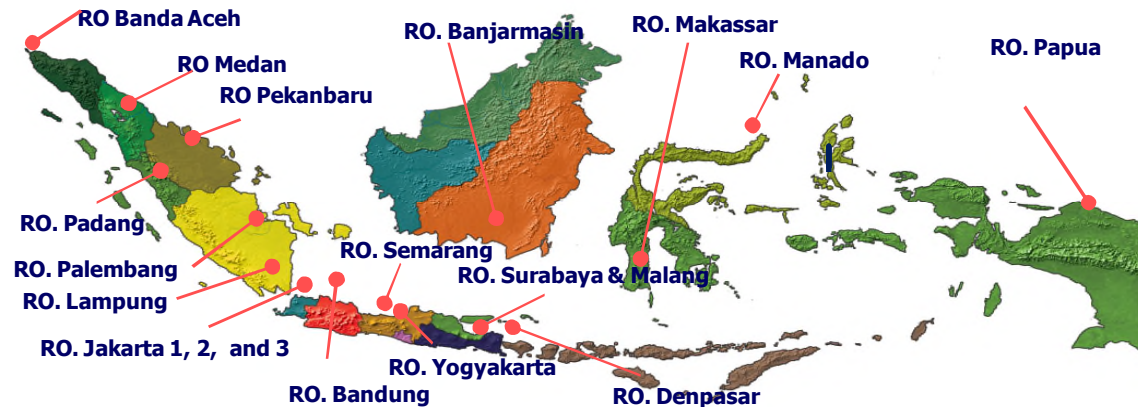 RO Banda Aceh
RO. Banjarmasin
RO. Makassar
RO. Papua
RO Medan
RO. Manado
RO Pekanbaru
RO. Padang
RO. Semarang
RO. Palembang
RO. Surabaya & Malang
RO. Lampung
RO. Jakarta 1, 2, and 3
RO. Yogyakarta
RO. Bandung
RO. Denpasar